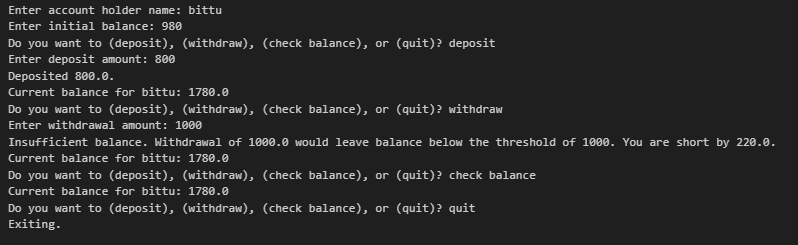 Enter account holder name: bittu
Enter initial balance: 980
Do you want to (deposit), (withdraw), (check balance), or (quit)? deposit
Enter deposit amount: 800
Deposited 800.0.
Current balance for bittu: 1780.0
Do you want to (deposit), (withdraw), (check balance), or (quit)? withdraw
Enter withdrawal amount: 1000
Insufficient balance. Withdrawal of 1000.0 would leave balance below the threshold of 1000. You are short by 220.0.
Current balance for bittu: 1780.0
Do you want to (deposit), (withdraw), (check balance), or (quit)? check balance
Current balance for bittu: 1780.0
Do you want to (deposit), (withdraw), (check balance), or (quit)? quit
Exiting.